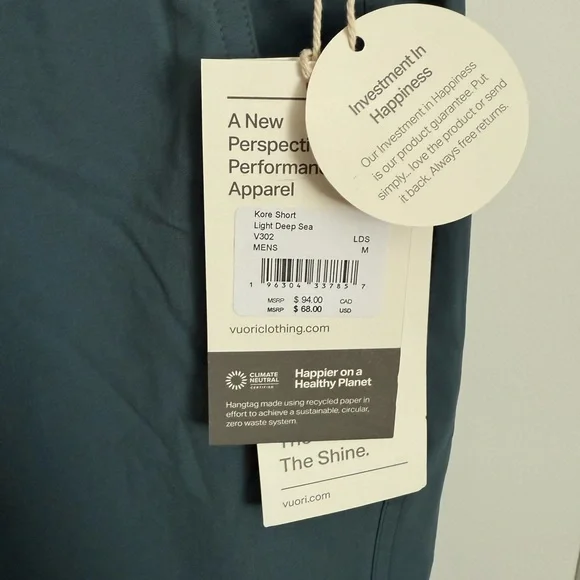 Investment In
Happiness
Our Investment in Happiness
is our product guarantee. Put
simply... love the product or send
it back. Always free returns.
A New
Performan
Apparel
Kore Short
Light Deep Sea
V302 LDS
MENS M
1 96304 33785 7
MSRP $ 94.00 CAD
MSRP $ 68.00 USD
vuoriclothing.com
CLIMATE
NEUTRAL
CERTIFIED
Happier on a
Healthy Planet
Hangtag made using recycled paper in
effort to achieve a sustainable, circular,
zero waste system.
The Shine.
vuori.com